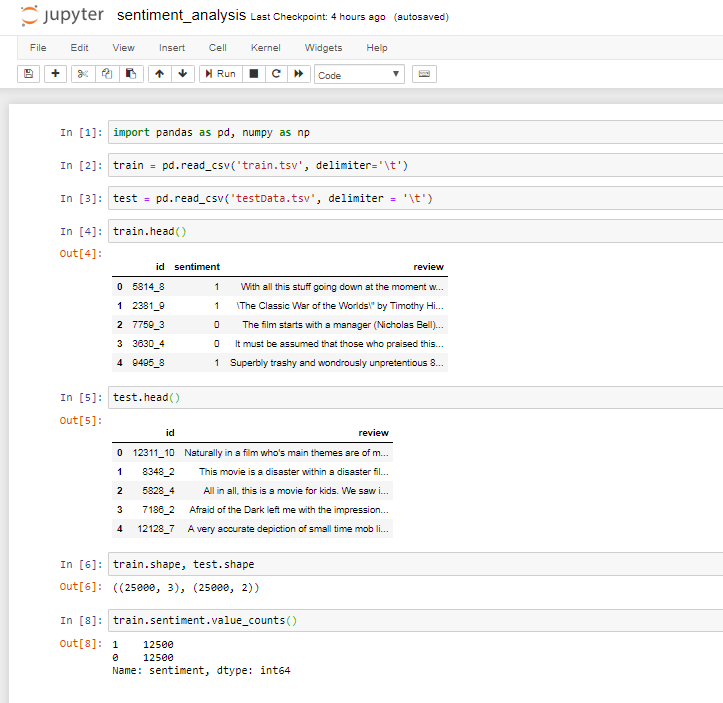 jupyter sentiment_analysis Last Checkpoint: 4 hours ago (autosaved)
File Edit View Insert Cell Kernel Widgets Help
Run Code
In [1]: import pandas as pd, numpy as np
In [2]: train = pd.read_csv('train.tsv', delimiter='\t')
In [3]: test = pd.read_csv('testData.tsv', delimiter = '\t')
In [4]: train.head()
Out[4]:
id sentiment review
0 5814_8 1 With all this stuff going down at the moment w...
1 2381_9 1 \The Classic War of the Worlds\" by Timothy Hi...
2 7759_3 0 The film starts with a manager (Nicholas Bell)...
3 3630_4 0 It must be assumed that those who praised this...
4 9495_8 1 Superbly trashy and wondrously unpretentious 8...
In [5]: test.head()
Out[5]:
id review
0 12311_10 Naturally in a film who's main themes are of m...
1 8348_2 This movie is a disaster within a disaster fil...
2 5828_4 All in all, this is a movie for kids. We saw i...
3 7186_2 Afraid of the Dark left me with the impression...
4 12128_7 A very accurate depiction of small time mob li...
In [6]: train.shape, test.shape
Out[6]: ((25000, 3), (25000, 2))
In [8]: train.sentiment.value_counts()
Out[8]: 1 12500
0 12500
Name: sentiment, dtype: int64